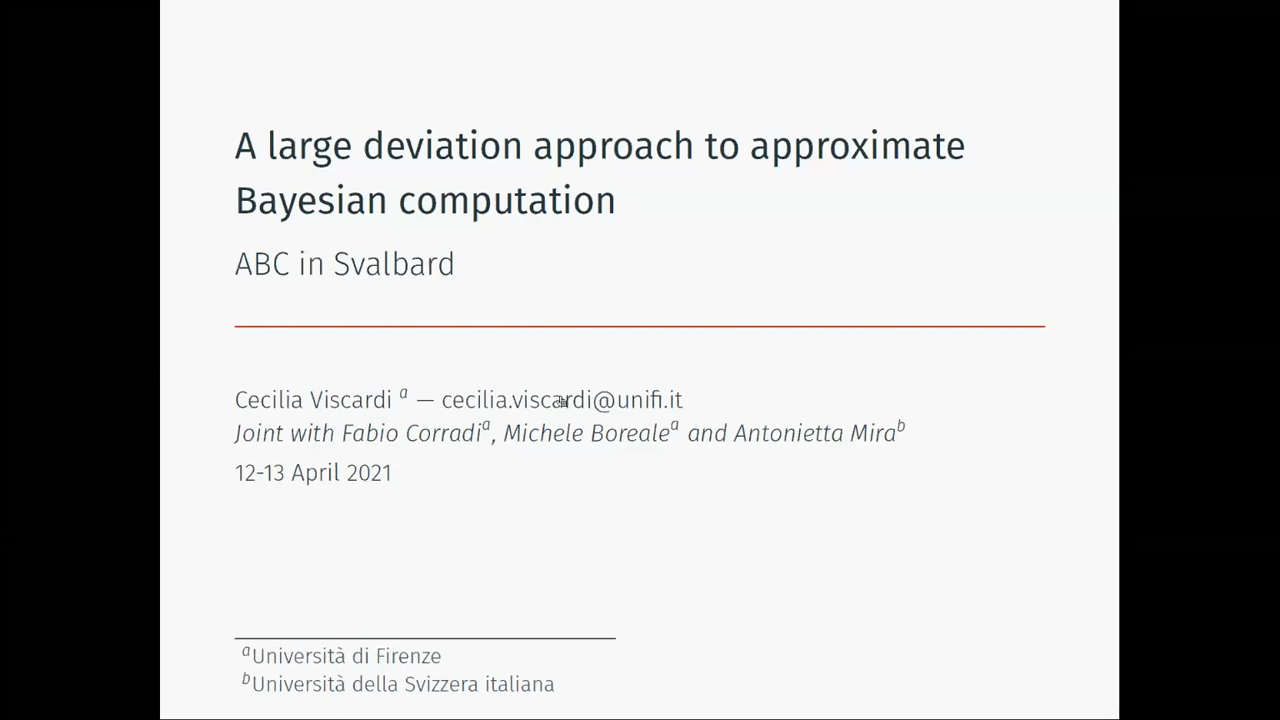 A large deviation approach to approximate
Bayesian computation
ABC in Svalbard
Cecilia Viscardi a — cecilia.viscardi@unifi.it
Joint with Fabio Corradia, Michele Borealea and Antonietta Mirab
12-13 April 2021
aUniversità di Firenze
bUniversità della Svizzera italiana